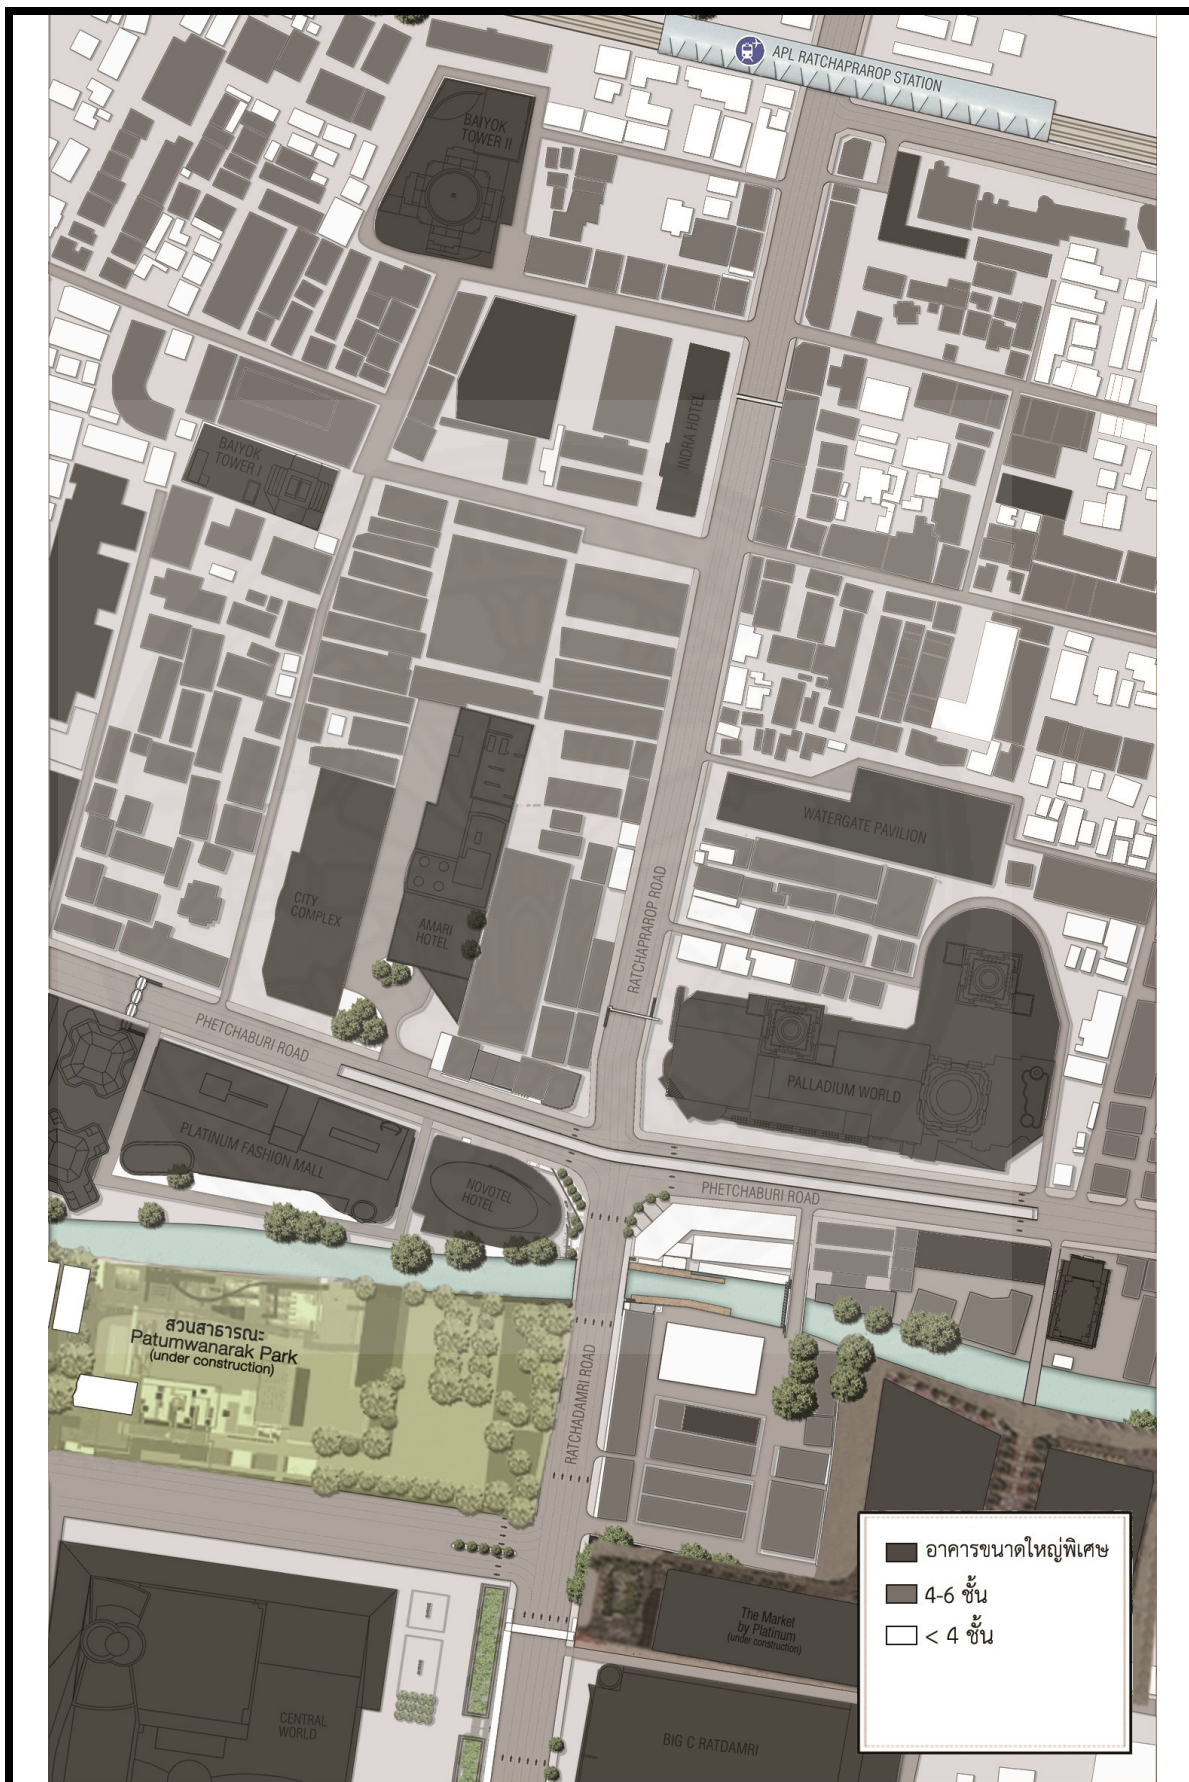 APL RATCHAPRAROP STATION
BAIYOK
TOWER II
INDRA HOTEL
BAIYOK
TOWER I
WATERGATE PAVILION
RATCHAPRAROP ROAD
CITY
COMPLEX
AMARI
HOTEL
PHETCHABURI ROAD
PALLADIUM WORLD
PLATINUM FASHION MALL
NOVOTEL
HOTEL
PHETCHABURI ROAD
สวนสาธารณะ
Patumwanarak Park
(under construction)
RATCHADAMRI ROAD
The Market
by Platinum
(under construction)
CENTRAL
WORLD
BIG C RATDAMRI
อาคารขนาดใหญ่พิเศษ
4-6 ชั้น
< 4 ชั้น